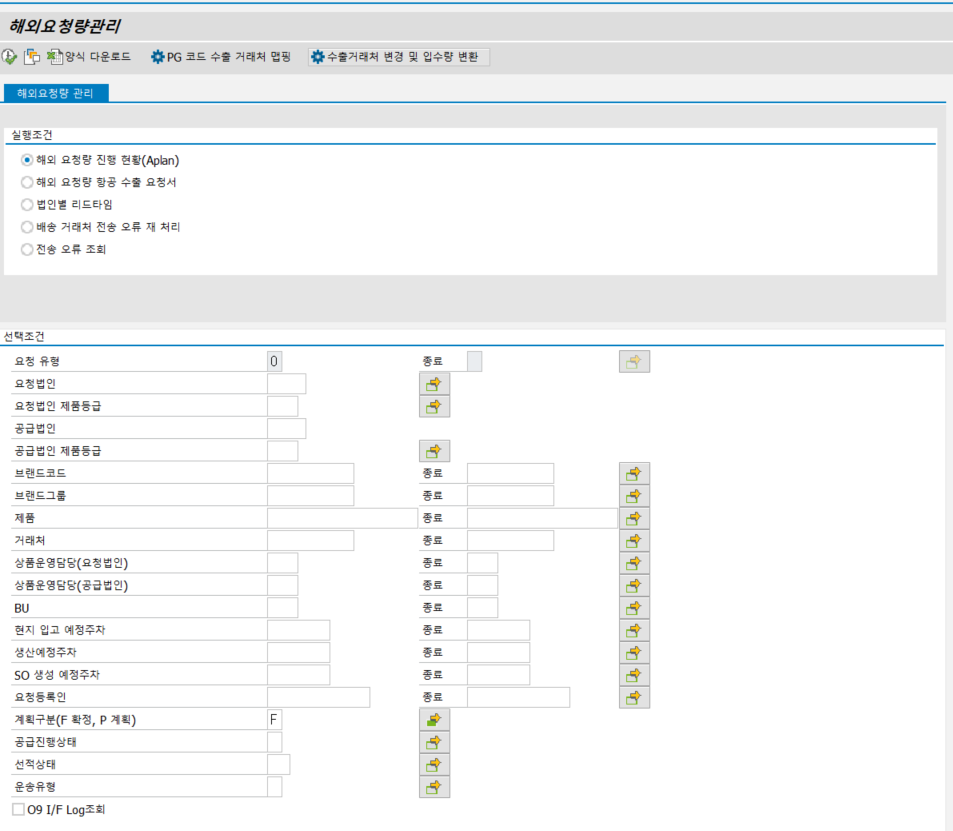 해외요청량관리
양식 다운로드 PG 코드 수출 거래처 맵핑 수출거래처 변경 및 입수량 변환
해외요청량 관리
실행조건
해외 요청량 진행 현황(Aplan)
해외 요청량 항공 수출 요청서
법인별 리드타임
배송 거래처 전송 오류 재 처리
전송 오류 조회
선택조건
요청 유형 0 종료
요청법인
요청법인 제품등급
공급법인
공급법인 제품등급
브랜드코드 종료
브랜드그룹 종료
제품 종료
거래처 종료
상품운영담당(요청법인) 종료
상품운영담당(공급법인) 종료
BU 종료
현지 입고 예정주차 종료
생산예정주차 종료
SO 생성 예정주차 종료
요청등록인 종료
계획구분(F 확정, P 계획) F
공급진행상태
선적상태
운송유형
O9 I/F Log조회